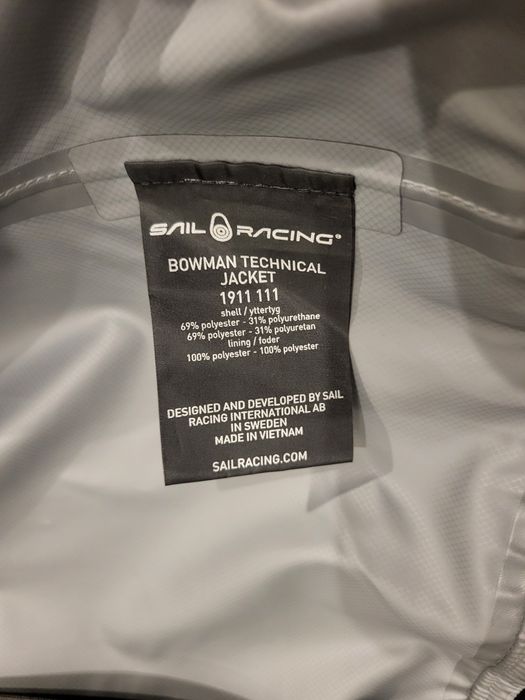 SAIL RACING®
BOWMAN TECHNICAL
JACKET
1911 111
shell / yttertyg
69% polyester - 31% polyurethane
69% polyester - 31% polyuretan
lining / foder
100% polyester - 100% polyester
DESIGNED AND DEVELOPED BY SAIL
RACING INTERNATIONAL AB
IN SWEDEN
MADE IN VIETNAM
SAILRACING.COM